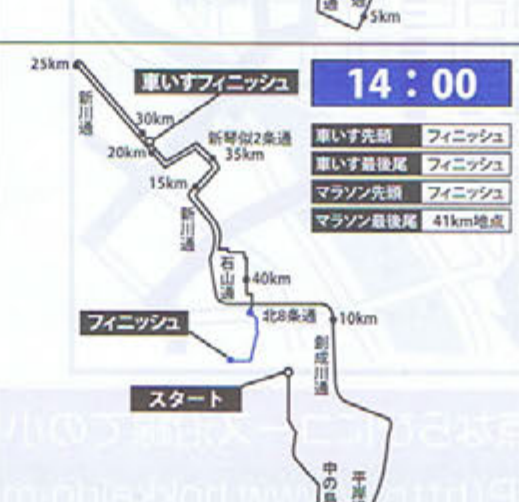 5km
25km
車いすフィニッシュ
14：00
新川通
30km
20km
新琴似2条通
35km
15km
車いす先頭 フィニッシュ
車いす最後尾 フィニッシュ
マラソン先頭 フィニッシュ
マラソン最後尾 41km地点
新川通
石山通
40km
フィニッシュ
北8条通
10km
創成川通
スタート
中の島
平岸